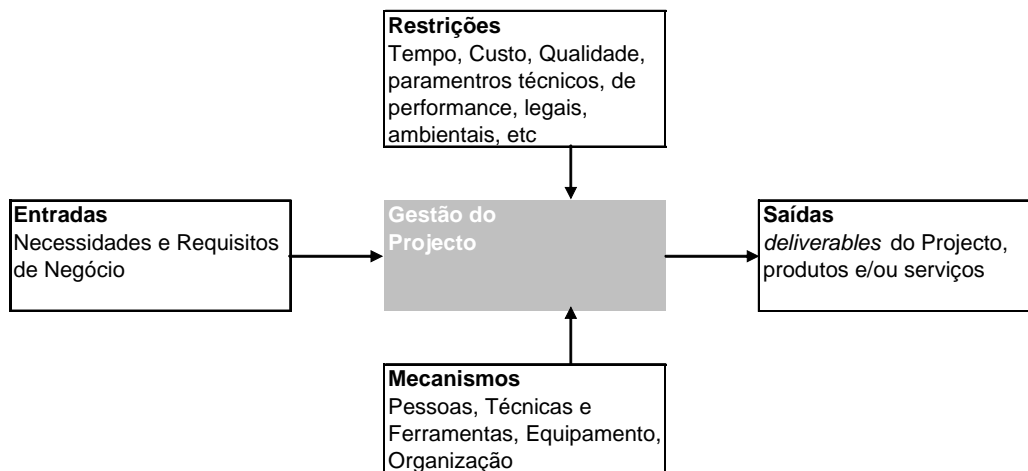 Restrições
Tempo, Custo, Qualidade,
paramentros técnicos, de
performance, legais,
ambientais, etc
Entradas
Necessidades e Requisitos
de Negócio
Gestão do
Projecto
Saídas
deliverables do Projecto,
produtos e/ou serviços
Mecanismos
Pessoas, Técnicas e
Ferramentas, Equipamento,
Organização